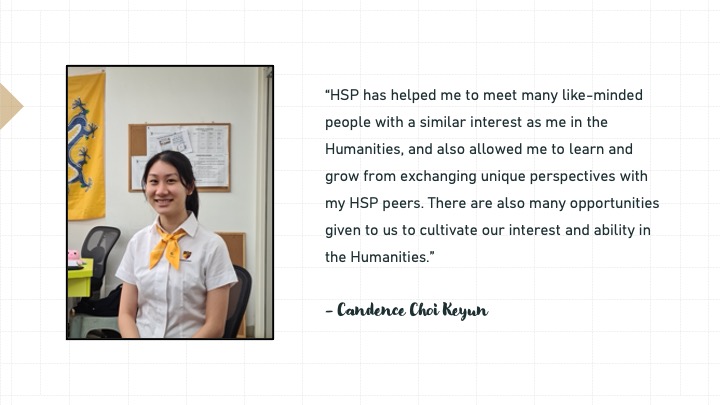 “HSP has helped me to meet many like-minded
people with a similar interest as me in the
Humanities, and also allowed me to learn and
grow from exchanging unique perspectives with
my HSP peers. There are also many opportunities
given to us to cultivate our interest and ability in
the Humanities.”
– Candence Choi Keyun